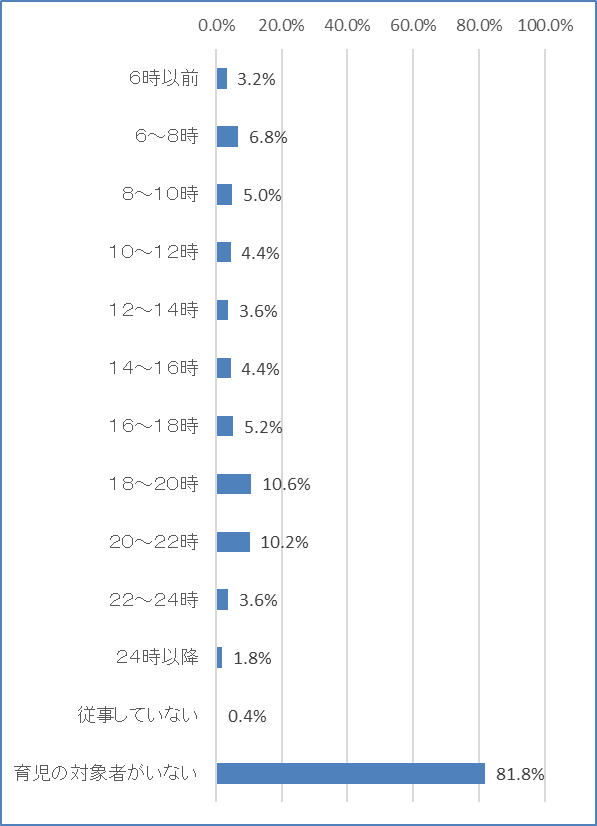 0.0% 20.0% 40.0% 60.0% 80.0% 100.0%
６時以前 3.2%
６～８時 6.8%
８～１０時 5.0%
１０～１２時 4.4%
１２～１４時 3.6%
１４～１６時 4.4%
１６～１８時 5.2%
１８～２０時 10.6%
２０～２２時 10.2%
２２～２４時 3.6%
２４時以降 1.8%
従事していない 0.4%
育児の対象者がいない 81.8%